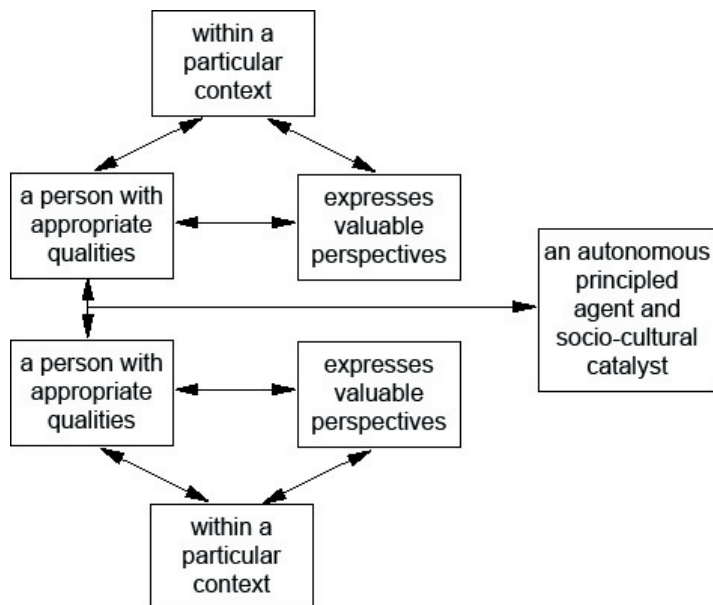 within a
particular
context
a person with
appropriate
qualities
expresses
valuable
perspectives
an autonomous
principled
agent and
socio-cultural
catalyst
a person with
appropriate
qualities
expresses
valuable
perspectives
within a
particular
context